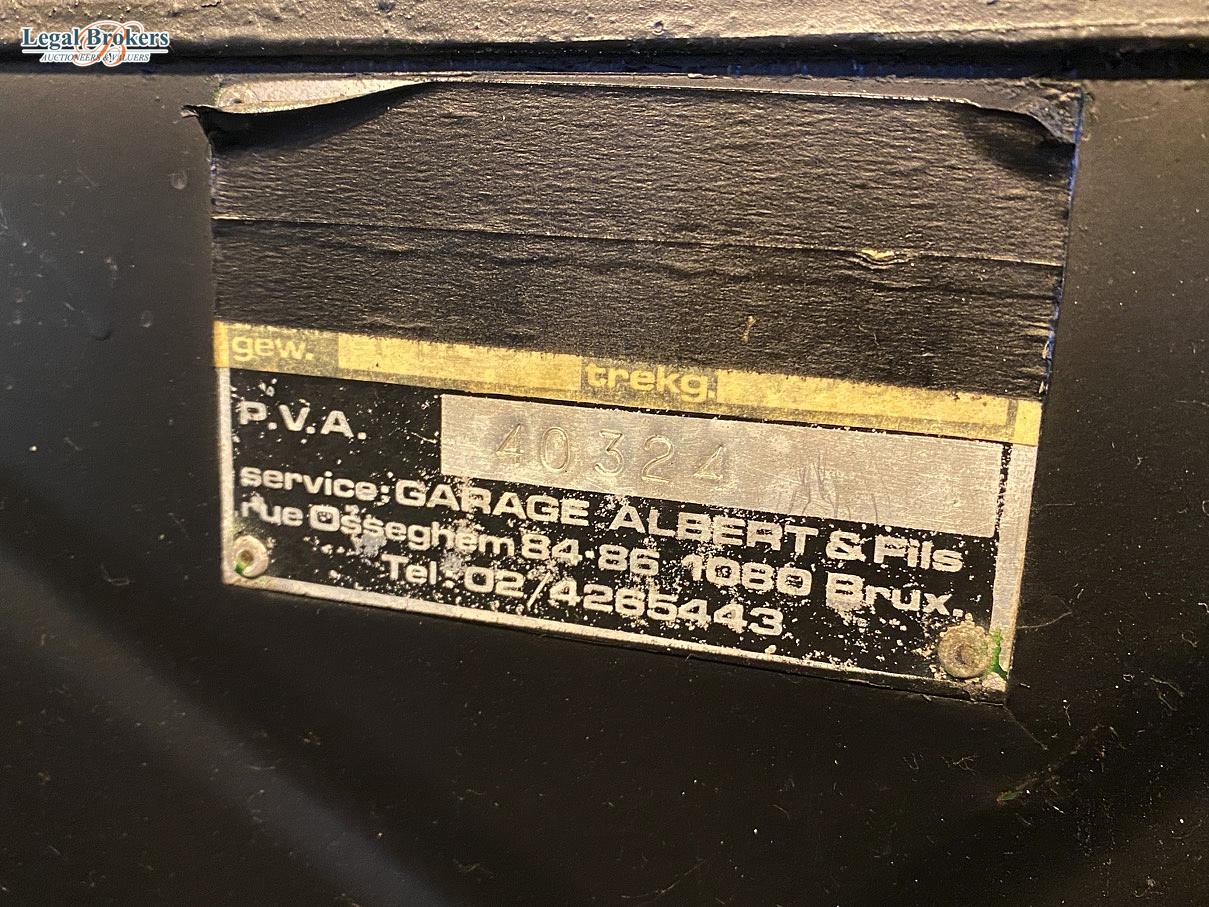 Legal Brokers
AUCTIONEERS & VALUERS
gew.
trekg.
P.V.A. 40324
service: GARAGE ALBERT & Fils
rue Osseghem 84-86 1080 Brux.
Tel. 02/4265443